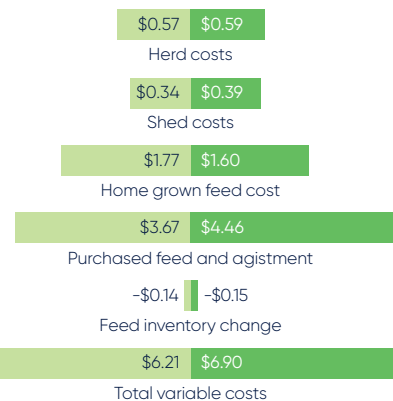 $0.57 $0.59
Herd costs
$0.34 $0.39
Shed costs
$1.77 $1.60
Home grown feed cost
$3.67 $4.46
Purchased feed and agistment
-$0.14 -$0.15
Feed inventory change
$6.21 $6.90
Total variable costs